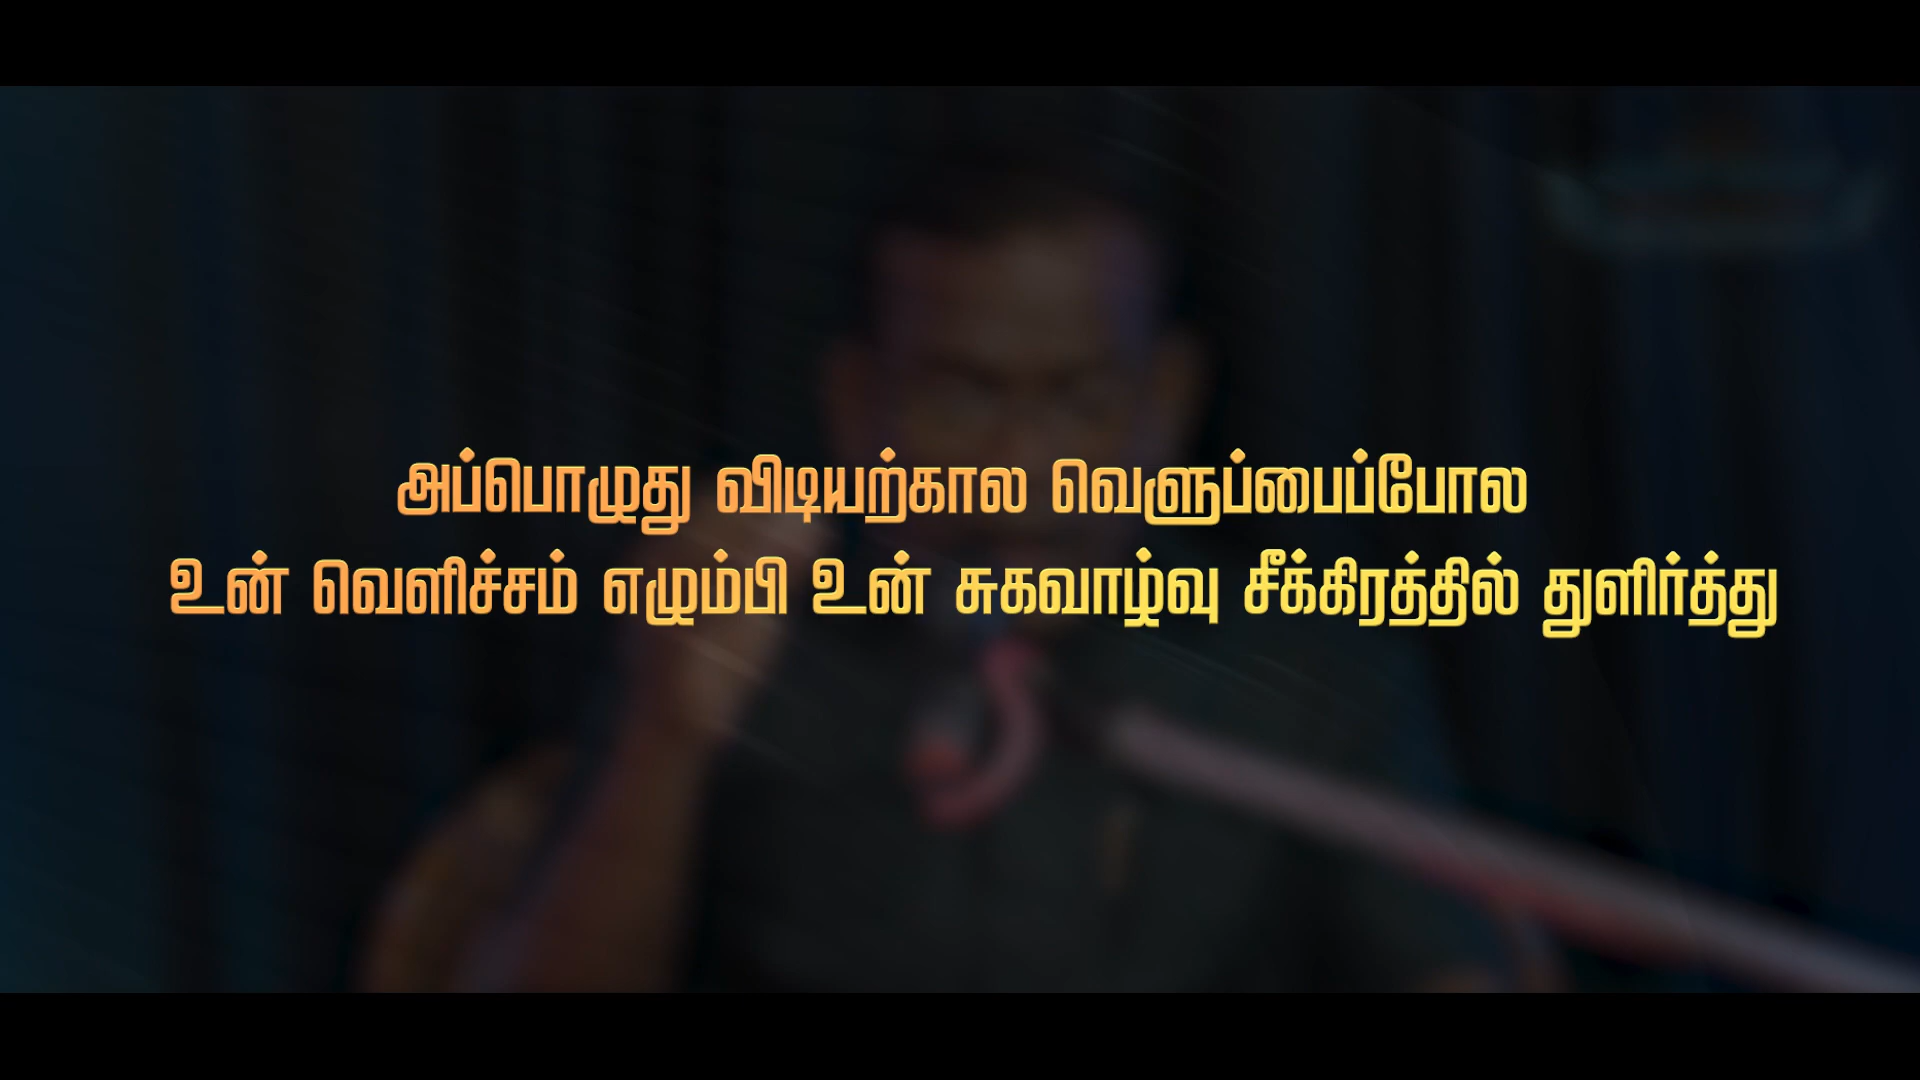 அப்பொழுது விடியற்கால வெளுப்பைப்போல
உன் வெளிச்சம் எழும்பி உன் சுகவாழ்வு சீக்கிரத்தில் துளிர்த்து